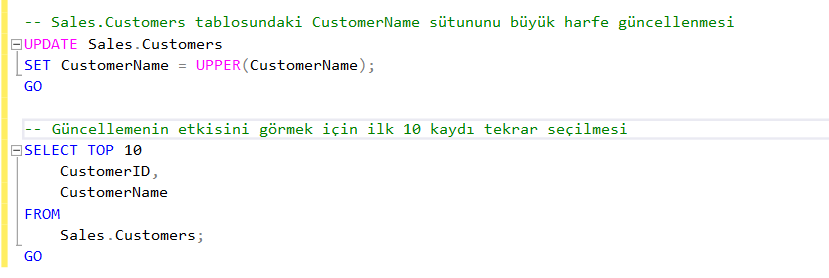 -- Sales.Customers tablosundaki CustomerName sütununu büyük harfe güncellenmesi
UPDATE Sales.Customers
SET CustomerName = UPPER(CustomerName);
GO
-- Güncellemenin etkisini görmek için ilk 10 kaydı tekrar seçilmesi
SELECT TOP 10
CustomerID,
CustomerName
FROM
Sales.Customers;
GO